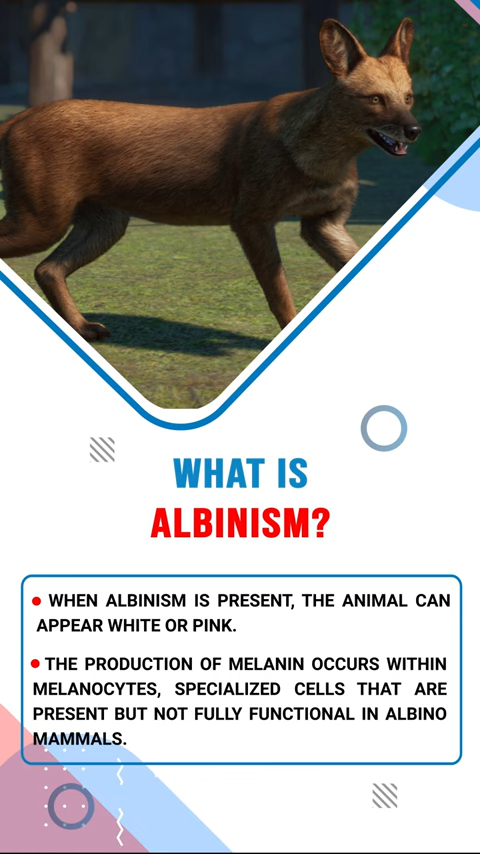 WHAT IS
ALBINISM?
• WHEN ALBINISM IS PRESENT, THE ANIMAL CAN
APPEAR WHITE OR PINK.
• THE PRODUCTION OF MELANIN OCCURS WITHIN
MELANOCYTES, SPECIALIZED CELLS THAT ARE
PRESENT BUT NOT FULLY FUNCTIONAL IN ALBINO
MAMMALS.